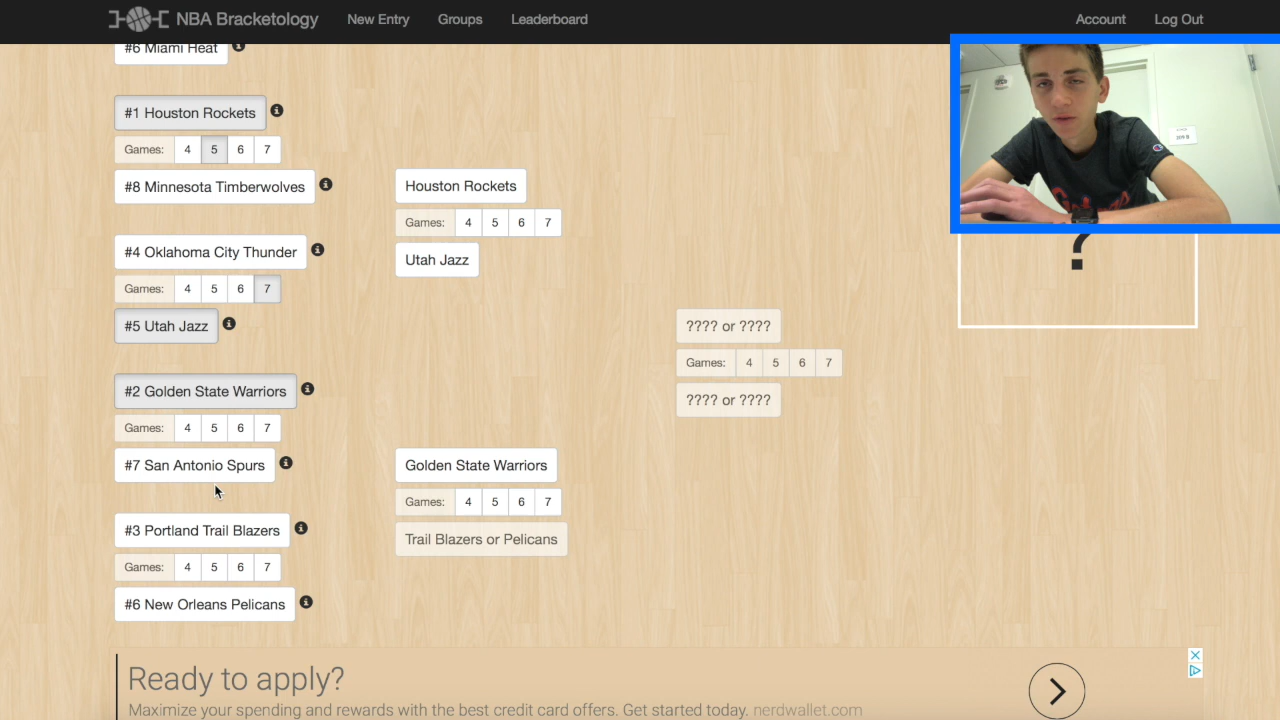 NBA Bracketology New Entry Groups Leaderboard Account Log Out
#6 Miami Heat
#1 Houston Rockets
Games: 4 5 6 7
#8 Minnesota Timberwolves
Houston Rockets
Games: 4 5 6 7
#4 Oklahoma City Thunder
Utah Jazz
?
Games: 4 5 6 7
#5 Utah Jazz
???? or ????
Games: 4 5 6 7
#2 Golden State Warriors
???? or ????
Games: 4 5 6 7
#7 San Antonio Spurs
Golden State Warriors
Games: 4 5 6 7
#3 Portland Trail Blazers
Trail Blazers or Pelicans
Games: 4 5 6 7
#6 New Orleans Pelicans
Ready to apply?
Maximize your spending and rewards with the best credit card offers. Get started today. nerdwallet.com